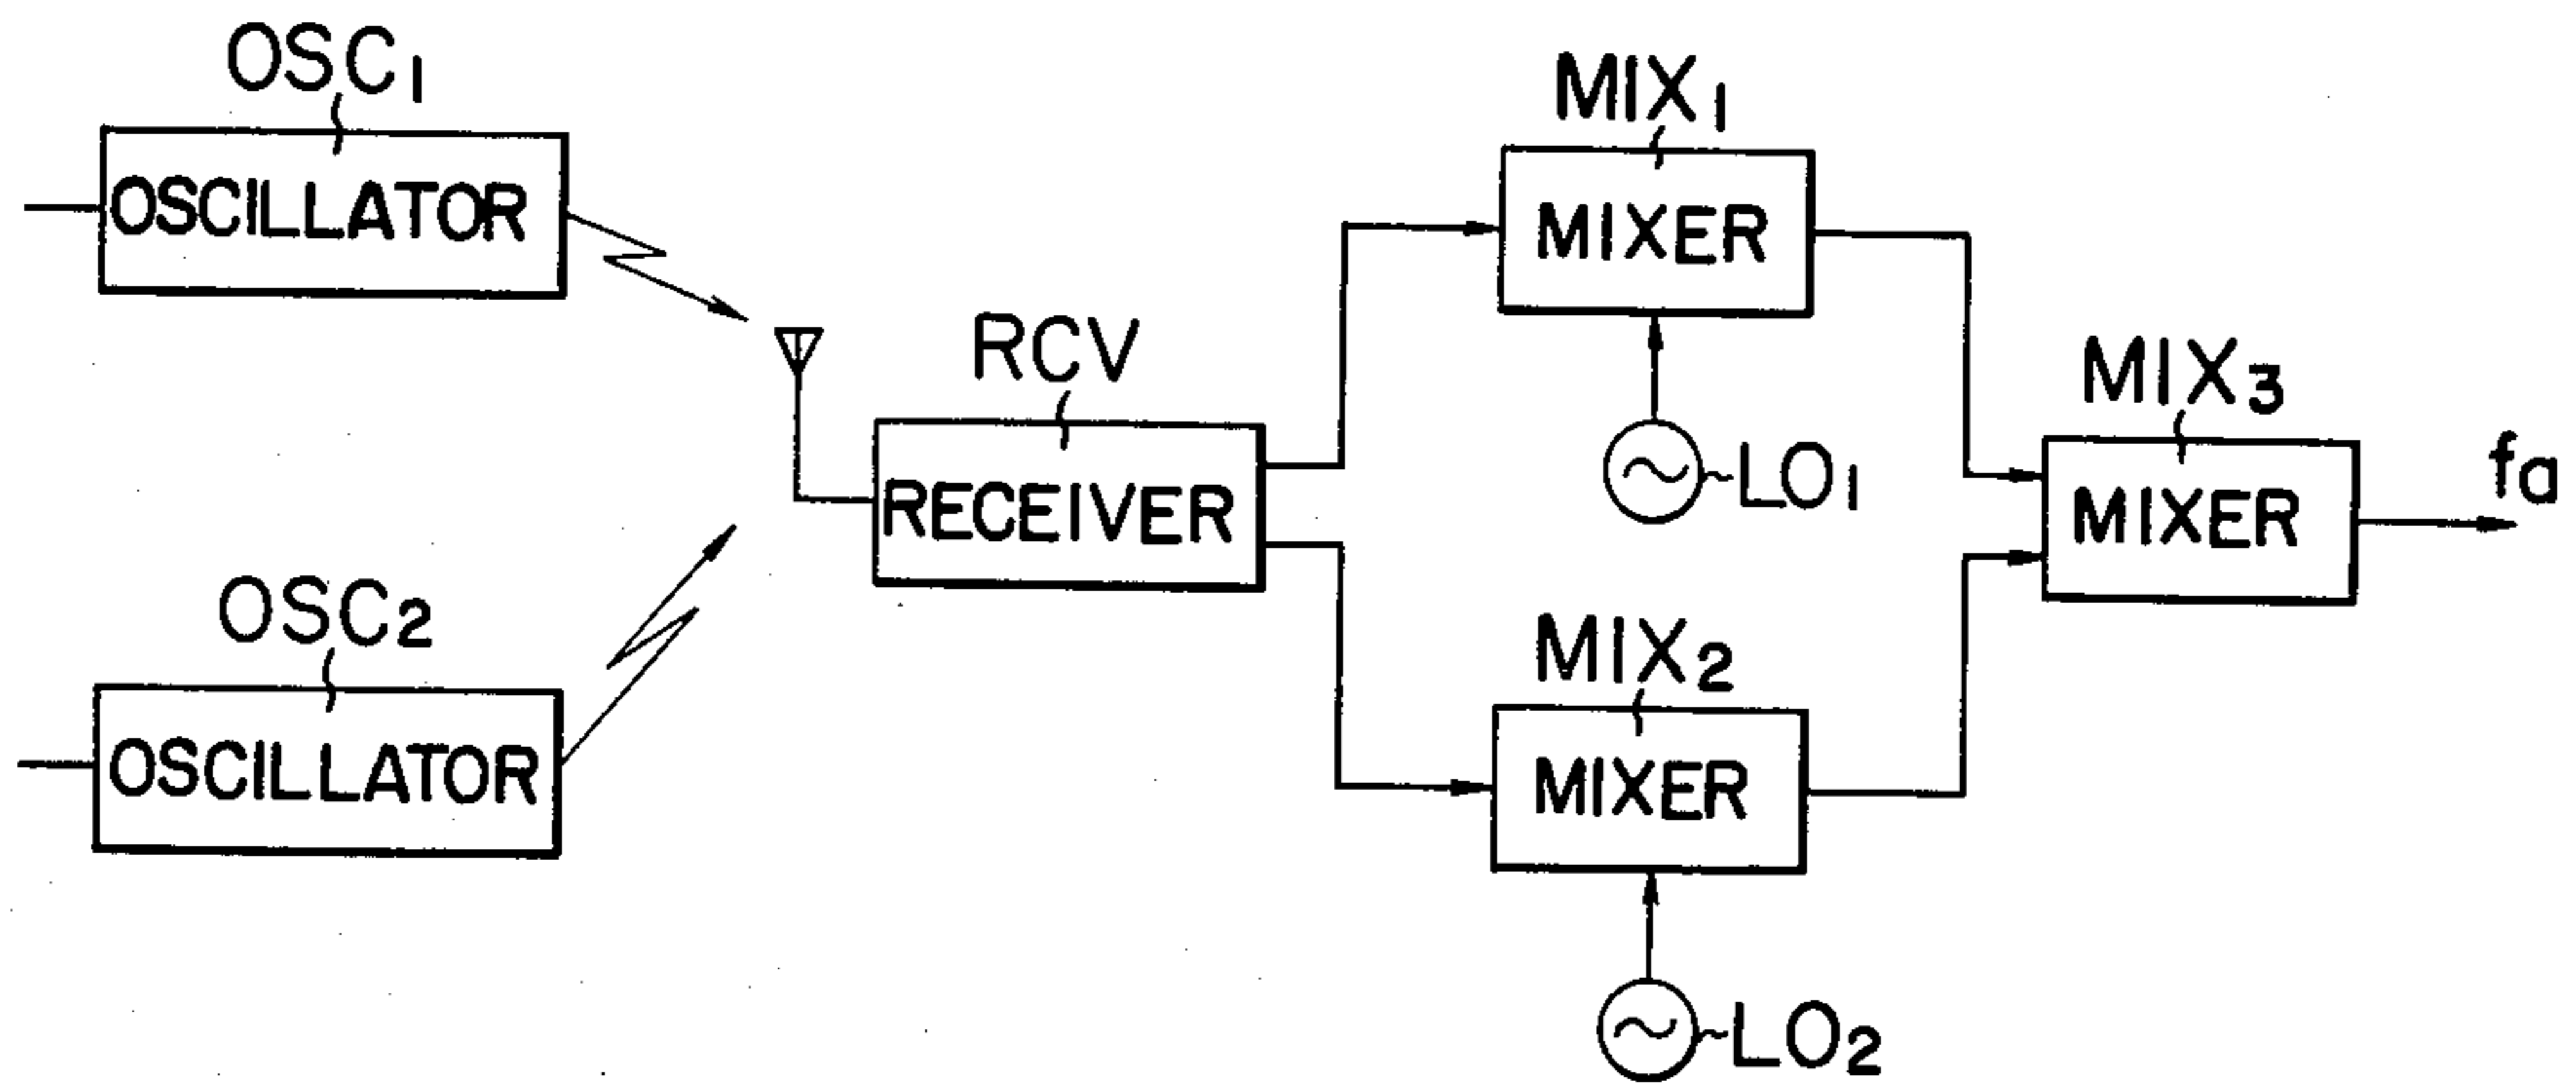 OSC1
OSCILLATOR
MIX1
MIXER
RCV
RECEIVER
LO1
MIX3
MIXER
fa
OSC2
OSCILLATOR
MIX2
MIXER
LO2